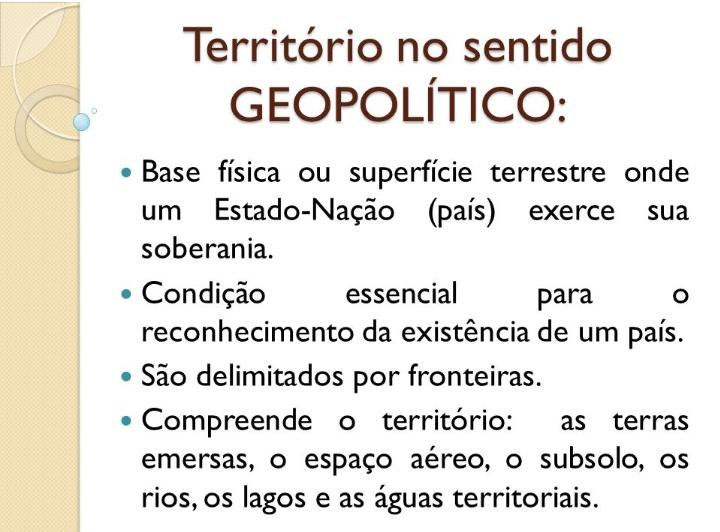 Território no sentido
GEOPOLÍTICO:
• Base física ou superfície terrestre onde
um Estado-Nação (país) exerce sua
soberania.
• Condição essencial para o
reconhecimento da existência de um país.
• São delimitados por fronteiras.
• Compreende o território: as terras
emersas, o espaço aéreo, o subsolo, os
rios, os lagos e as águas territoriais.